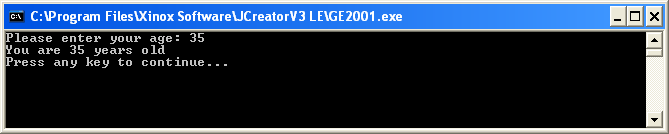 C:\Program Files\Xinox Software\JCreatorV3 LE\GE2001.exe
Please enter your age: 35
You are 35 years old
Press any key to continue...